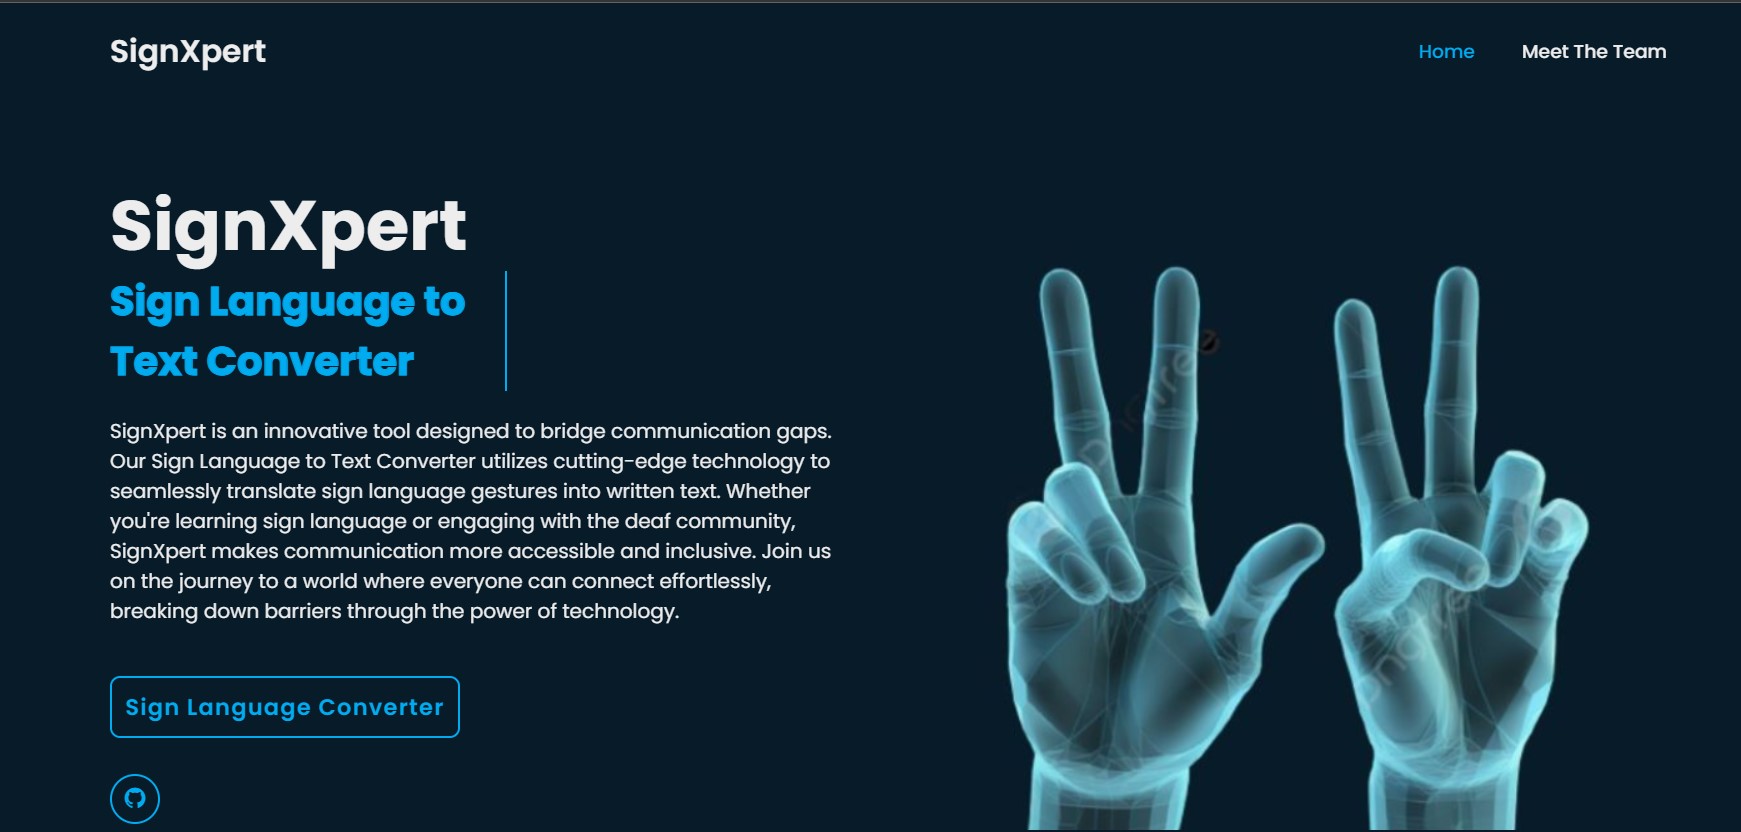 SignXpert
Home
Meet The Team
SignXpert
Sign Language to
Text Converter
SignXpert is an innovative tool designed to bridge communication gaps.
Our Sign Language to Text Converter utilizes cutting-edge technology to
seamlessly translate sign language gestures into written text. Whether
you're learning sign language or engaging with the deaf community,
SignXpert makes communication more accessible and inclusive. Join us
on the journey to a world where everyone can connect effortlessly,
breaking down barriers through the power of technology.
pngtree
pngtree
Sign Language Converter